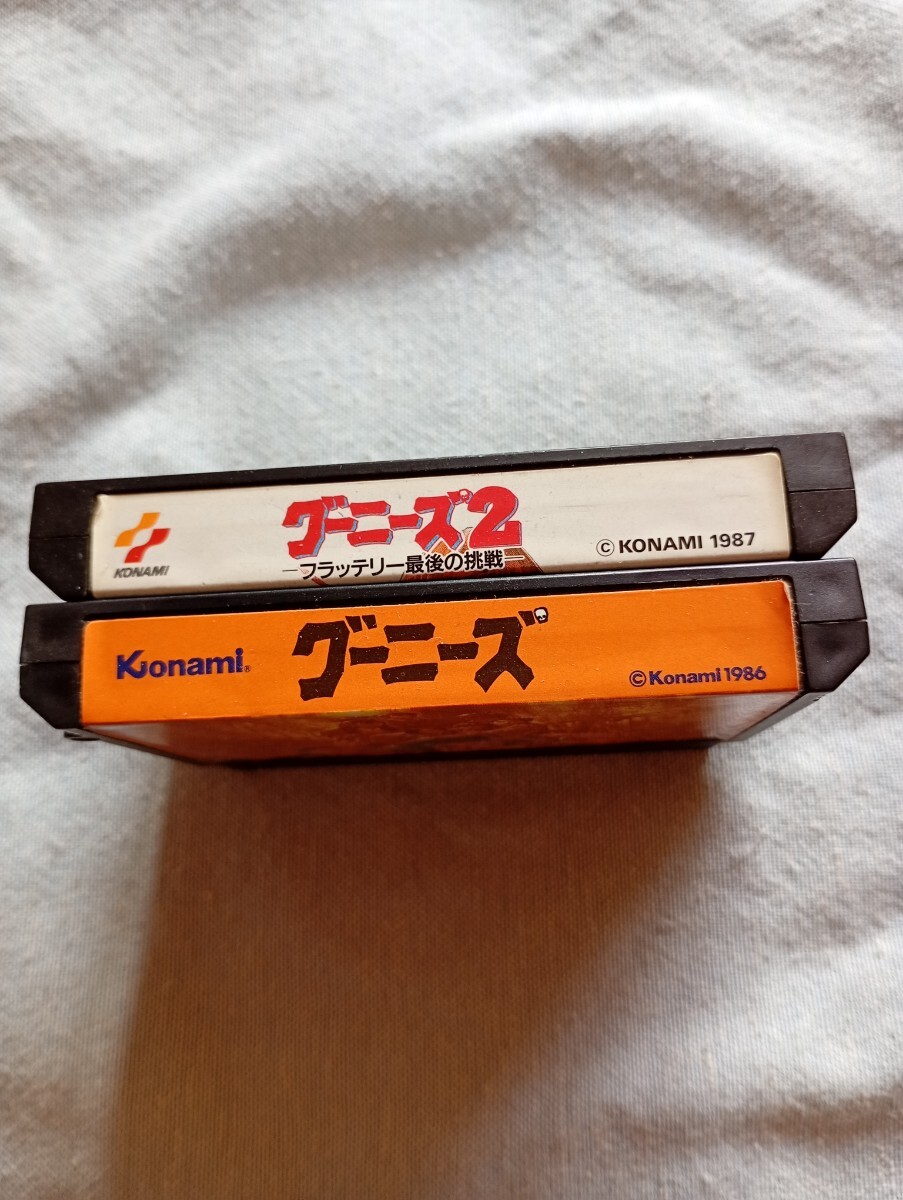 グーニーズ2
ーフラッテリー最後の挑戦ー
KONAMI
© KONAMI 1987
Konami®
グーニーズ
©Konami 1986